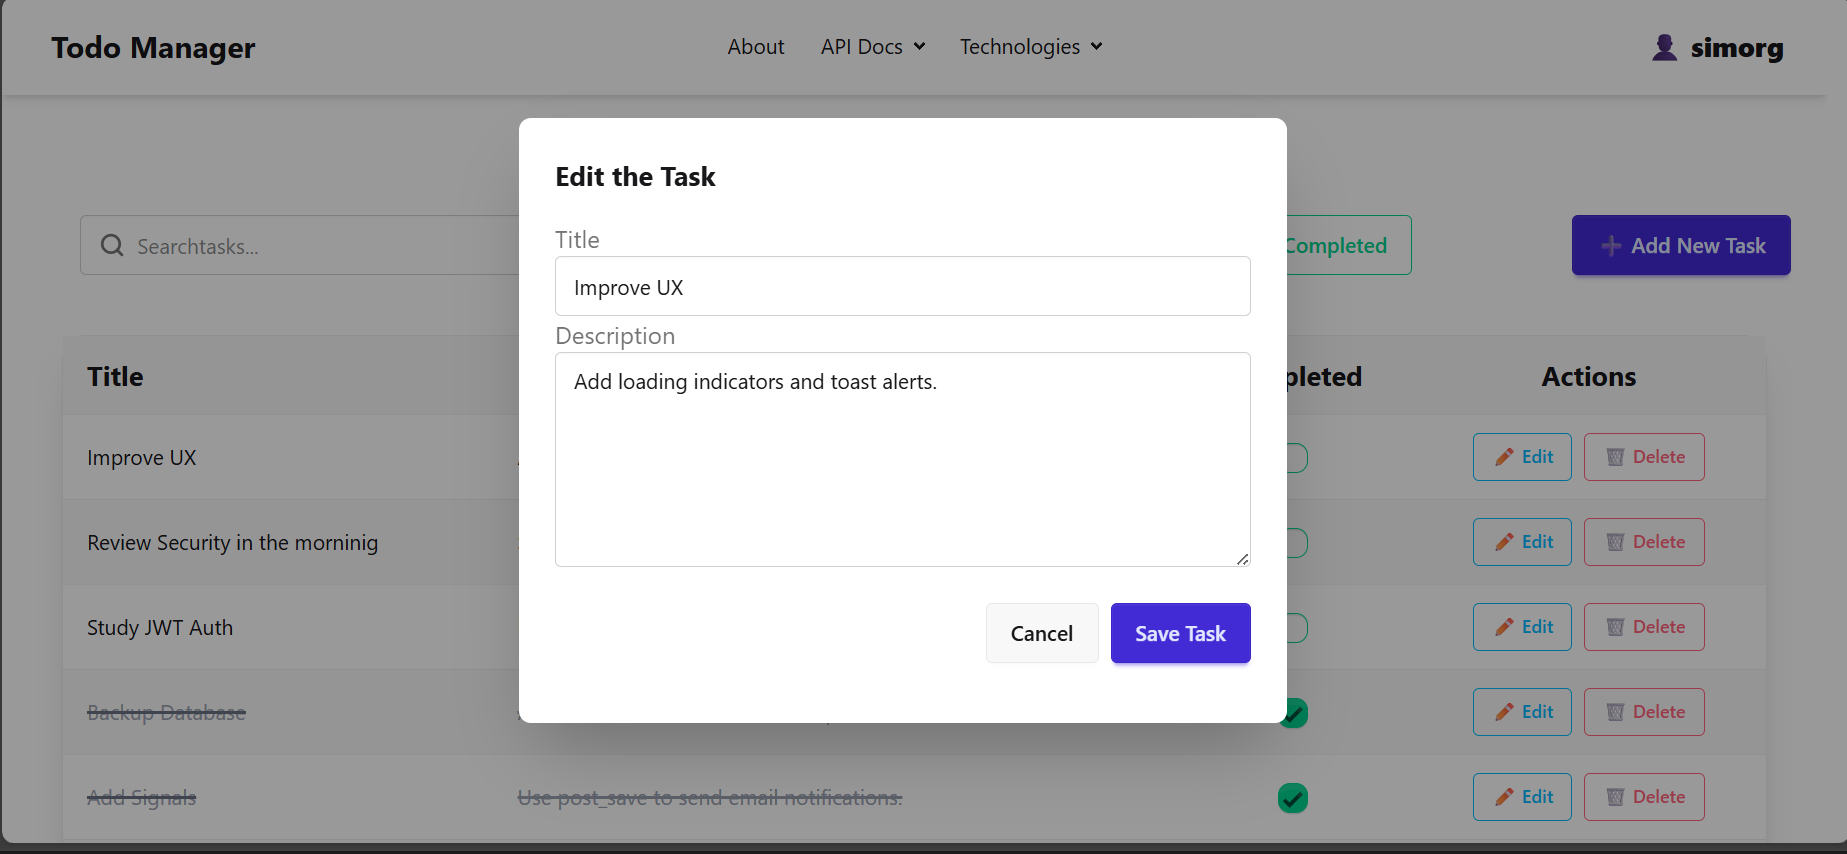 Todo Manager
About
API Docs
Technologies
simorg
Searchtasks...
Completed
Add New Task
Edit the Task
Title
Improve UX
Description
Add loading indicators and toast alerts.
Cancel
Save Task
Title
pleted
Actions
Improve UX
Edit
Delete
Review Security in the morninig
Edit
Delete
Study JWT Auth
Edit
Delete
Backup Database
Edit
Delete
Add Signals
Use post_save to send email notifications.
Edit
Delete